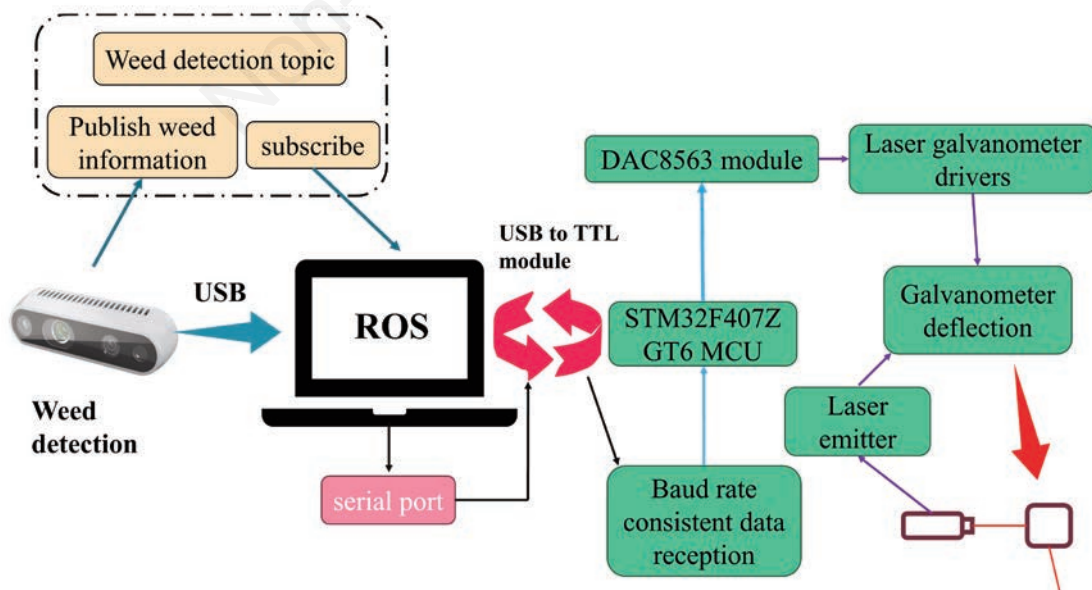 Weed detection topic
Publish weed
information
subscribe
USB
ROS
Weed
detection
serial port
USB to TTL
module
DAC8563 module
Laser galvanometer
drivers
STM32F407Z
GT6 MCU
Galvanometer
deflection
Laser
emitter
Baud rate
consistent data
reception